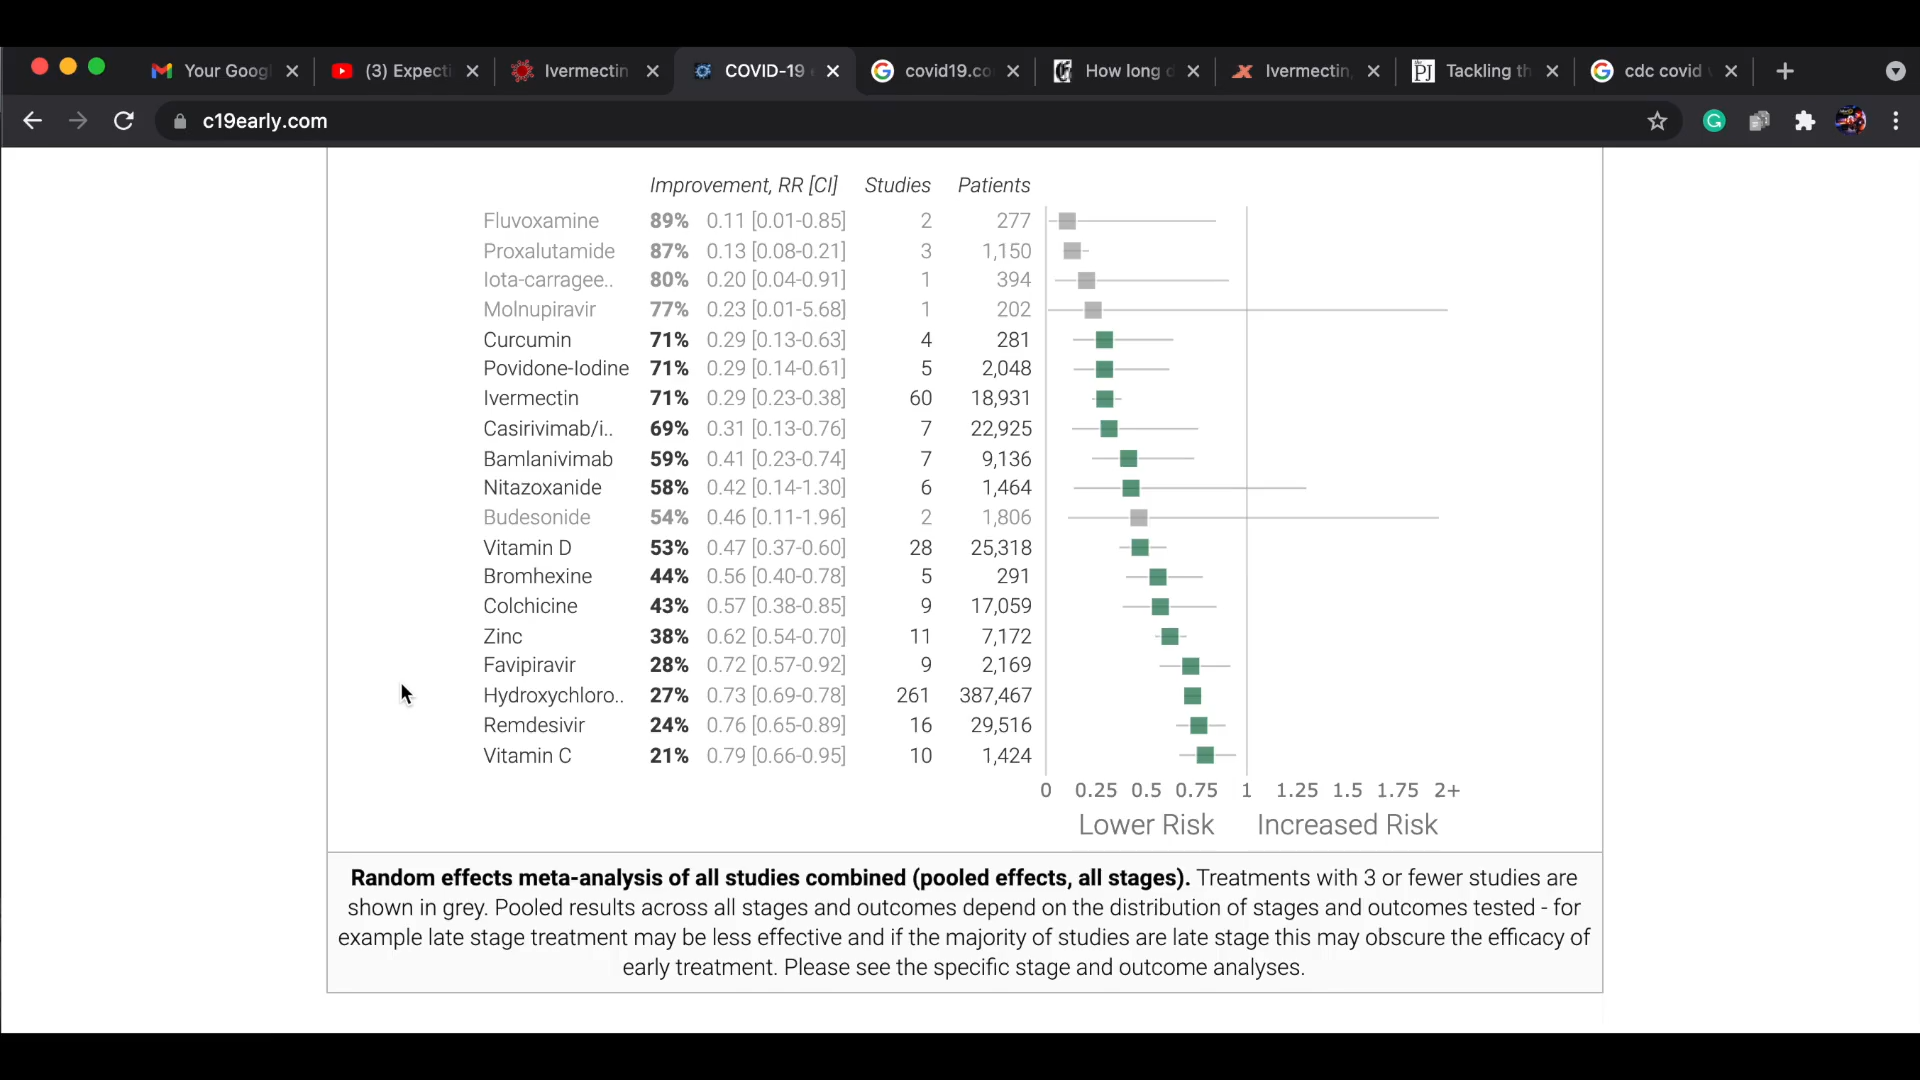 Your Goog
(3) Expecti
Ivermectin
COVID-19
covid19.co
How long d
Ivermectin,
Tackling th
cdc covid
c19early.com
Improvement, RR [CI] Studies Patients
Fluvoxamine 89% 0.11 [0.01-0.85] 2 277
Proxalutamide 87% 0.13 [0.08-0.21] 3 1,150
Iota-carragee.. 80% 0.20 [0.04-0.91] 1 394
Molnupiravir 77% 0.23 [0.01-5.68] 1 202
Curcumin 71% 0.29 [0.13-0.63] 4 281
Povidone-Iodine 71% 0.29 [0.14-0.61] 5 2,048
Ivermectin 71% 0.29 [0.23-0.38] 60 18,931
Casirivimab/i.. 69% 0.31 [0.13-0.76] 7 22,925
Bamlanivimab 59% 0.41 [0.23-0.74] 7 9,136
Nitazoxanide 58% 0.42 [0.14-1.30] 6 1,464
Budesonide 54% 0.46 [0.11-1.96] 2 1,806
Vitamin D 53% 0.47 [0.37-0.60] 28 25,318
Bromhexine 44% 0.56 [0.40-0.78] 5 291
Colchicine 43% 0.57 [0.38-0.85] 9 17,059
Zinc 38% 0.62 [0.54-0.70] 11 7,172
Favipiravir 28% 0.72 [0.57-0.92] 9 2,169
Hydroxychloro.. 27% 0.73 [0.69-0.78] 261 387,467
Remdesivir 24% 0.76 [0.65-0.89] 16 29,516
Vitamin C 21% 0.79 [0.66-0.95] 10 1,424
0 0.25 0.5 0.75 1 1.25 1.5 1.75 2+
Lower Risk Increased Risk
Random effects meta-analysis of all studies combined (pooled effects, all stages). Treatments with 3 or fewer studies are
shown in grey. Pooled results across all stages and outcomes depend on the distribution of stages and outcomes tested - for
example late stage treatment may be less effective and if the majority of studies are late stage this may obscure the efficacy of
early treatment. Please see the specific stage and outcome analyses.